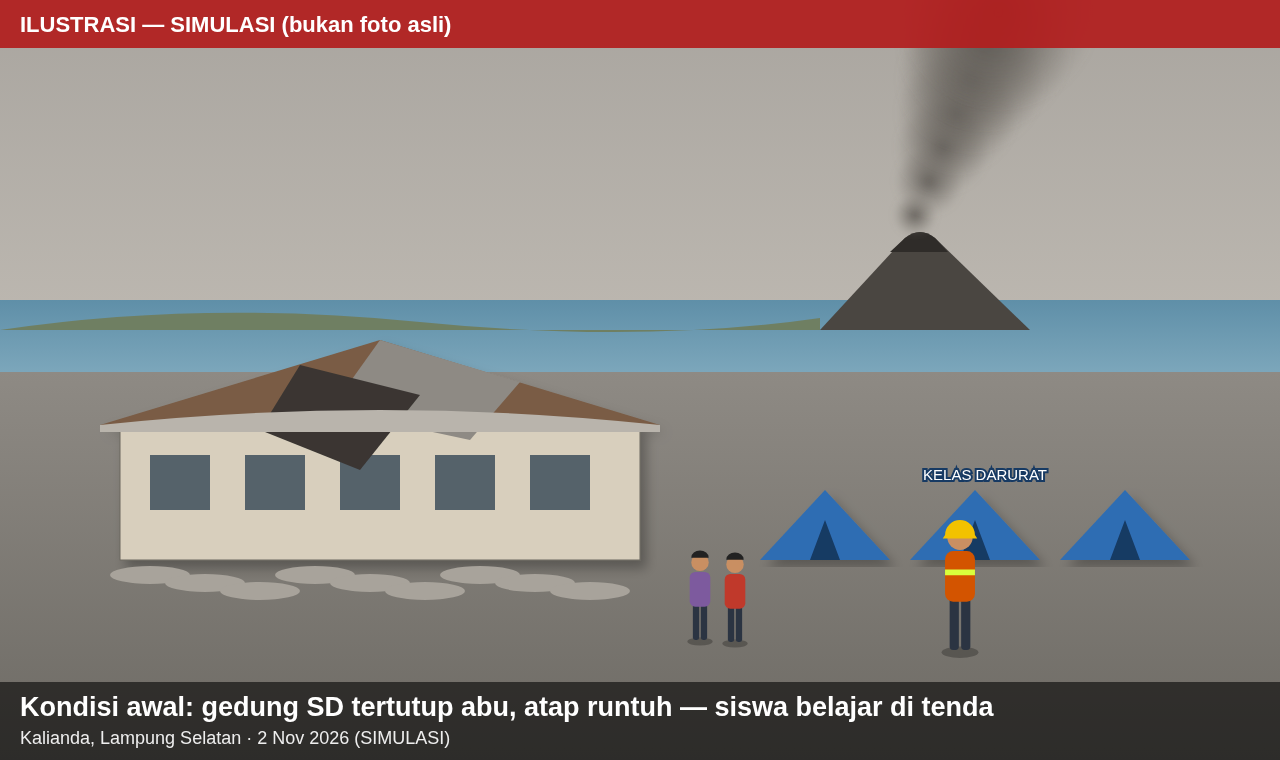 ILUSTRASI — SIMULASI (bukan foto asli)
KELAS DARURAT
Kondisi awal: gedung SD tertutup abu, atap runtuh — siswa belajar di tenda
Kalianda, Lampung Selatan · 2 Nov 2026 (SIMULASI)